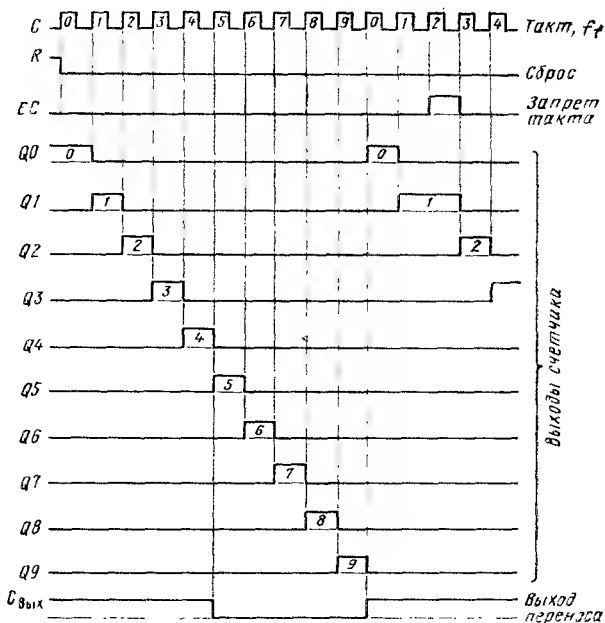 C 0 1 2 3 4 5 6 7 8 9 0 1 2 3 4 Такт, ft
R Сброс
EC Запрет такта
Q0 0 0
Q1 1 1
Q2 2 2
Q3 3
Q4 4
Q5 5
Q6 6
Q7 7
Q8 8
Q9 9
Cвых Выход переноса
Выходы счетчика